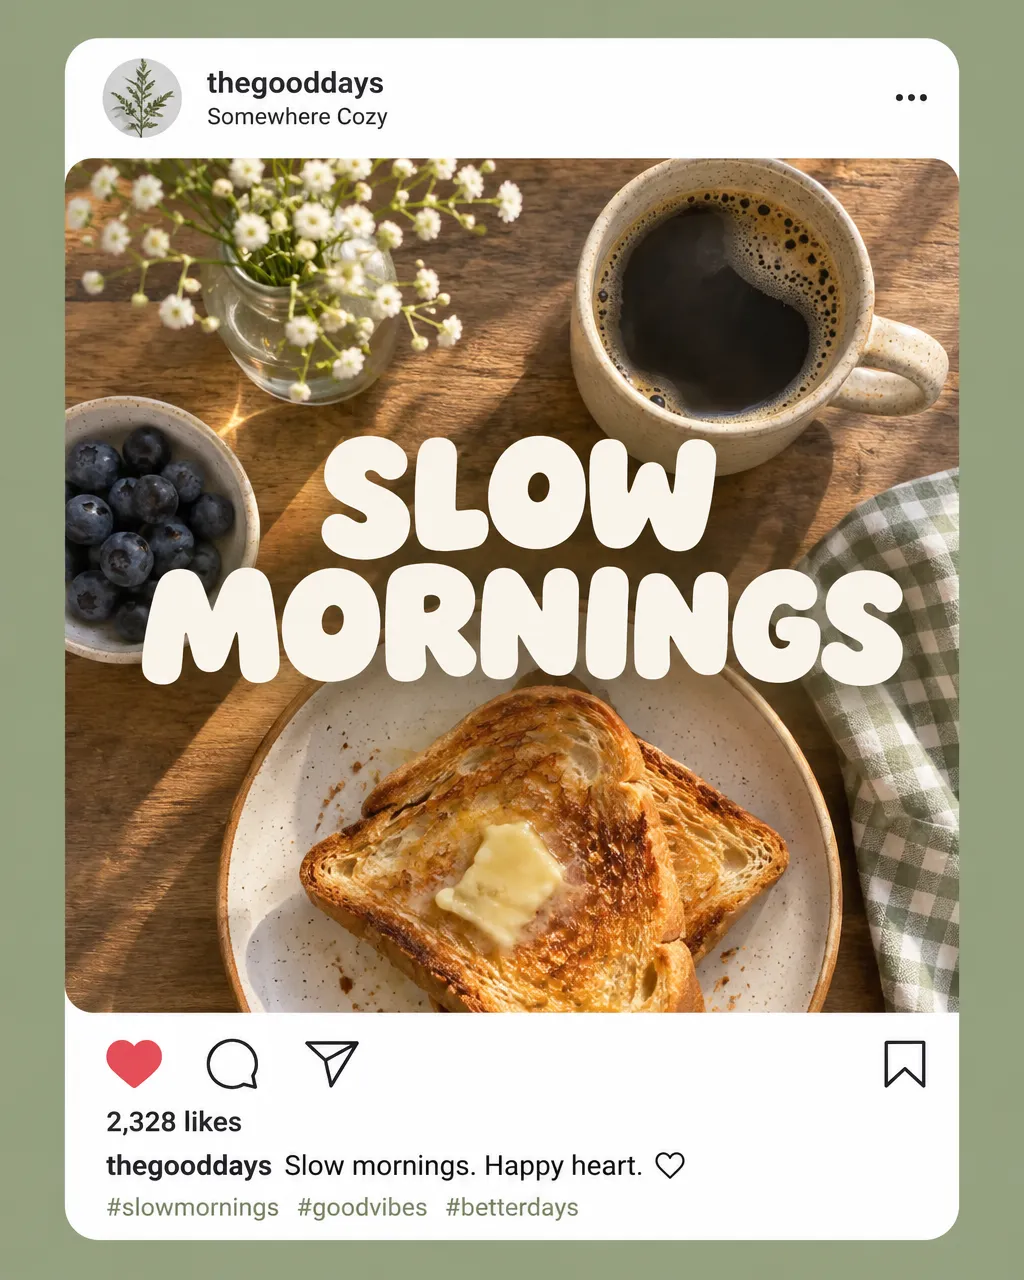 thegooddays
Somewhere Cozy
SLOW
MORNINGS
2,328 likes
thegooddays Slow mornings. Happy heart.
#slowmornings #goodvibes #betterdays